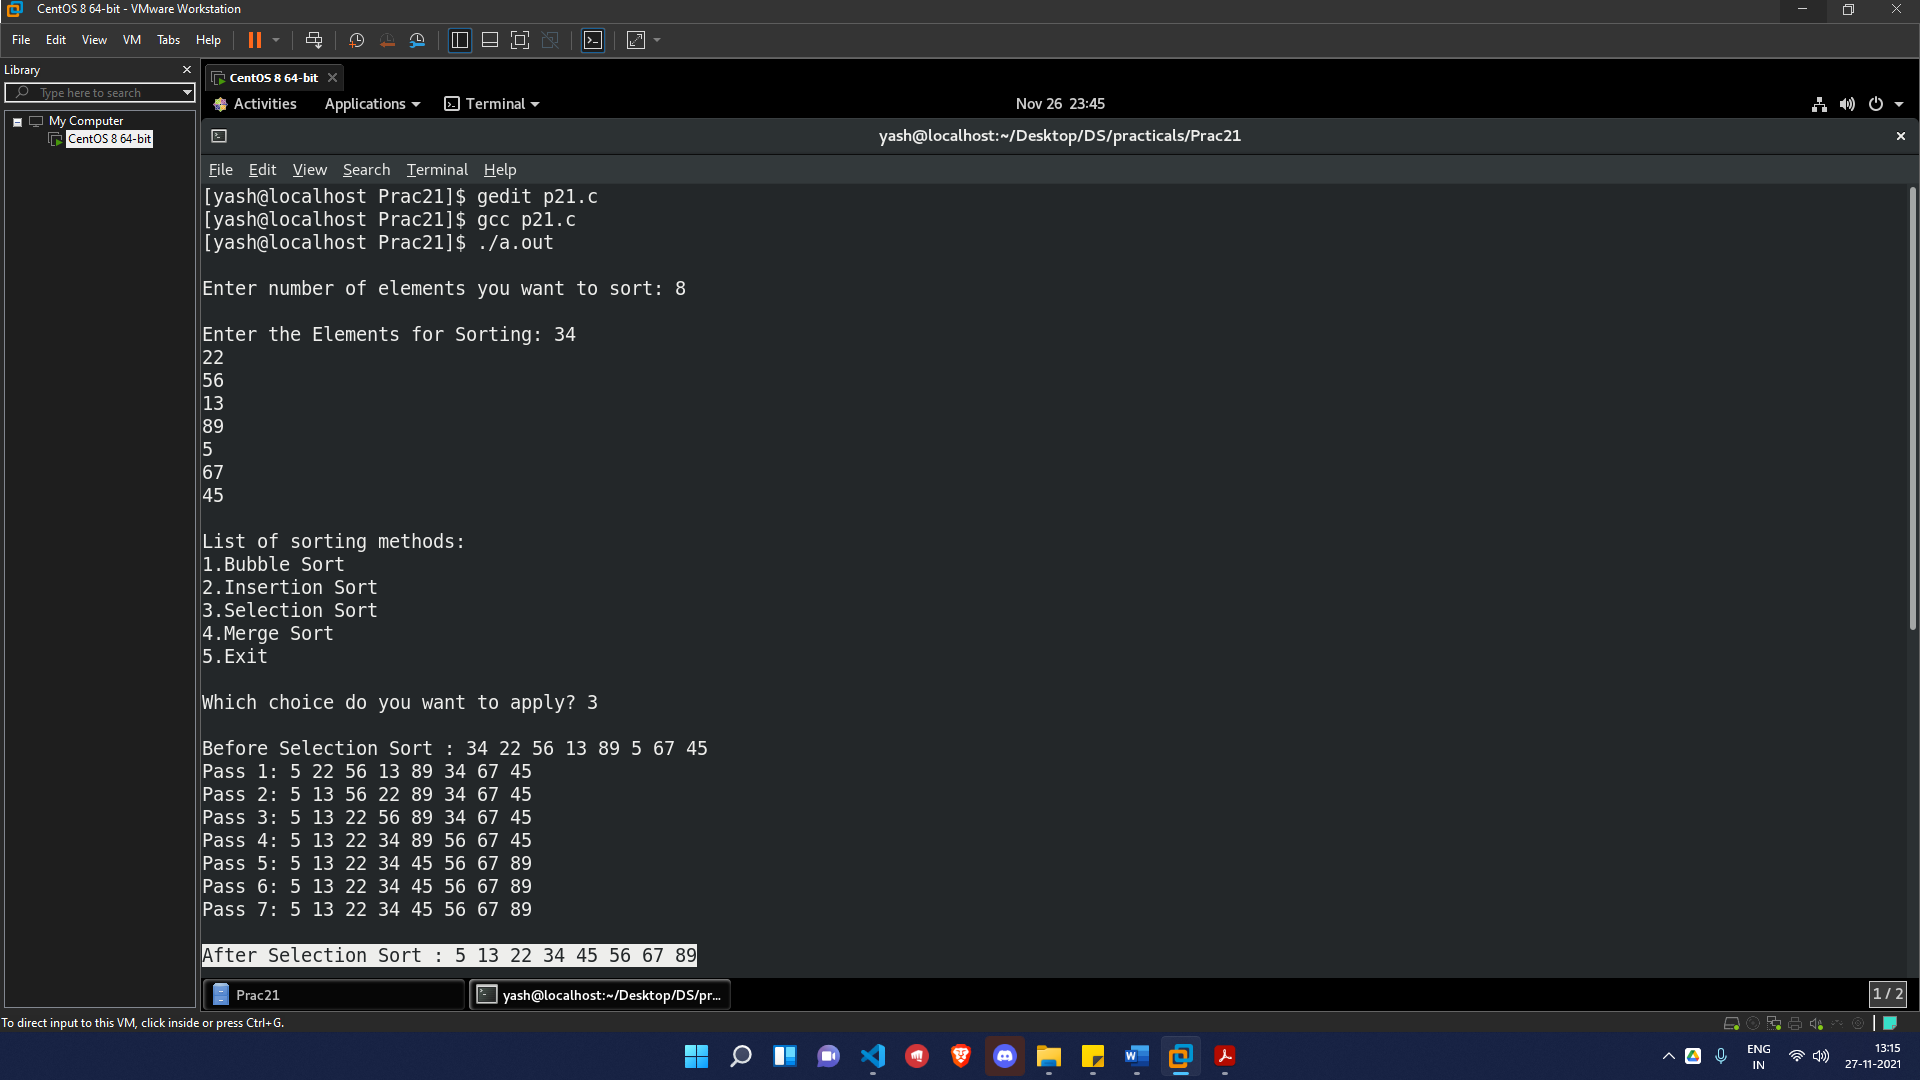 CentOS 8 64-bit - VMware Workstation
File Edit View VM Tabs Help
Library
Type here to search
My Computer
CentOS 8 64-bit
CentOS 8 64-bit
Activities Applications Terminal Nov 26 23:45
yash@localhost:~/Desktop/DS/practicals/Prac21
File Edit View Search Terminal Help
[yash@localhost Prac21]$ gedit p21.c
[yash@localhost Prac21]$ gcc p21.c
[yash@localhost Prac21]$ ./a.out
Enter number of elements you want to sort: 8
Enter the Elements for Sorting: 34
22
56
13
89
5
67
45
List of sorting methods:
1.Bubble Sort
2.Insertion Sort
3.Selection Sort
4.Merge Sort
5.Exit
Which choice do you want to apply? 3
Before Selection Sort : 34 22 56 13 89 5 67 45
Pass 1: 5 22 56 13 89 34 67 45
Pass 2: 5 13 56 22 89 34 67 45
Pass 3: 5 13 22 56 89 34 67 45
Pass 4: 5 13 22 34 89 56 67 45
Pass 5: 5 13 22 34 45 56 67 89
Pass 6: 5 13 22 34 45 56 67 89
Pass 7: 5 13 22 34 45 56 67 89
After Selection Sort : 5 13 22 34 45 56 67 89
Prac21 yash@localhost:~/Desktop/DS/pr... 1 / 2
To direct input to this VM, click inside or press Ctrl+G.
ENG
IN
13:15
27-11-2021